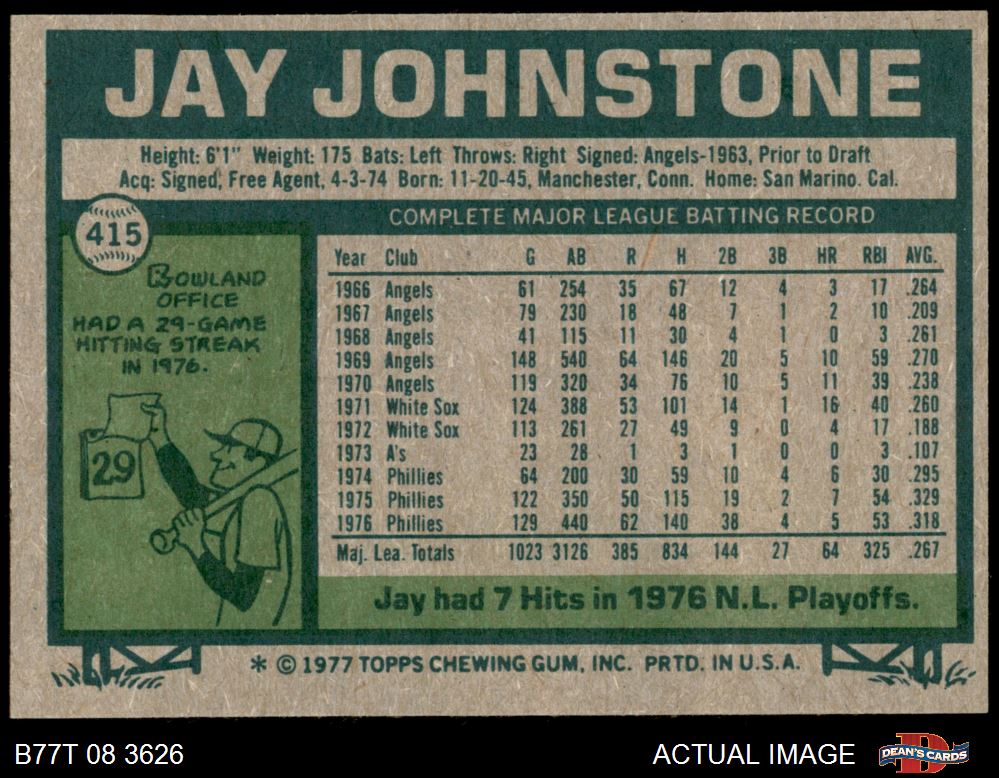 JAY JOHNSTONE
Height: 6'1" Weight: 175 Bats: Left Throws: Right Signed: Angels-1963, Prior to Draft
Acq: Signed, Free Agent, 4-3-74 Born: 11-20-45, Manchester, Conn. Home: San Marino. Cal.
415
BOWLAND
OFFICE
HAD A 29-GAME
HITTING STREAK
IN 1976.
29
COMPLETE MAJOR LEAGUE BATTING RECORD
Year Club G AB R H 2B 3B HR RBI AVG.
1966 Angels 61 254 35 67 12 4 3 17 .264
1967 Angels 79 230 18 48 7 1 2 10 .209
1968 Angels 41 115 11 30 4 1 0 3 .261
1969 Angels 148 540 64 146 20 5 10 59 .270
1970 Angels 119 320 34 76 10 5 11 39 .238
1971 White Sox 124 388 53 101 14 1 16 40 .260
1972 White Sox 113 261 27 49 9 0 4 17 .188
1973 A's 23 28 1 3 1 0 0 3 .107
1974 Phillies 64 200 30 59 10 4 6 30 .295
1975 Phillies 122 350 50 115 19 2 7 54 .329
1976 Phillies 129 440 62 140 38 4 5 53 .318
Maj. Lea. Totals 1023 3126 385 834 144 27 64 325 .267
Jay had 7 Hits in 1976 N.L. Playoffs.
* © 1977 TOPPS CHEWING GUM, INC. PRTD. IN U.S.A.
B77T 08 3626
ACTUAL IMAGE
DEAN'S CARDS